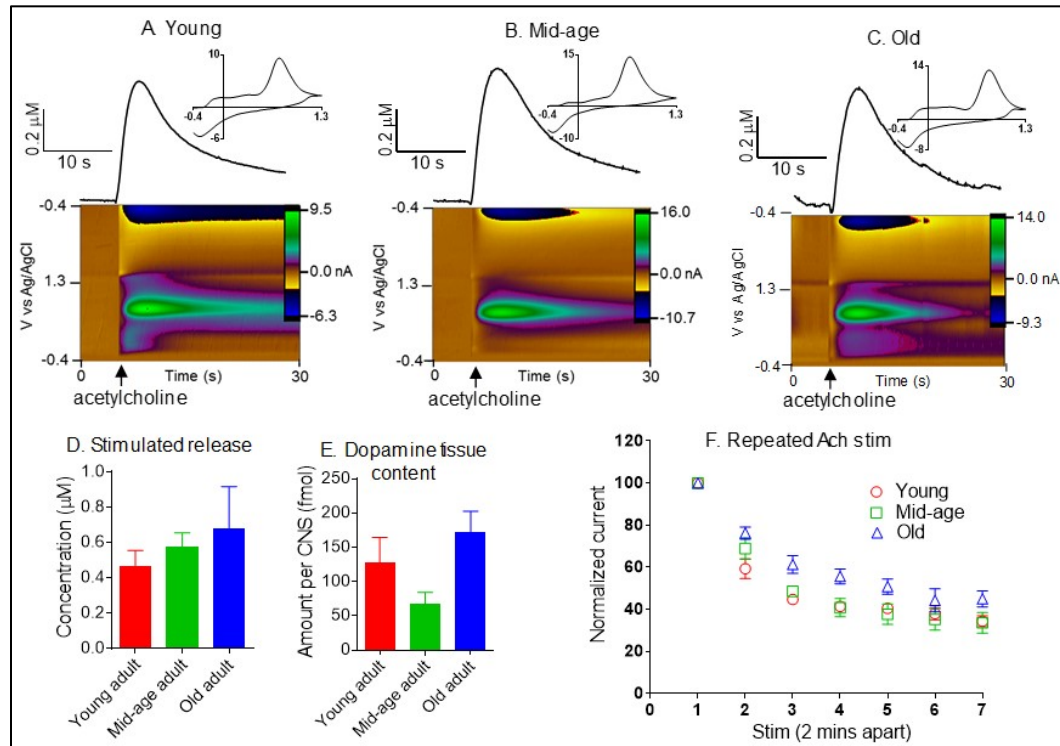 A. Young
B. Mid-age
C. Old
10
-0.4
1.3
-6
0.2 µM
10 s
15
-0.4
1.3
-10
0.2 µM
10 s
14
-0.4
1.3
-8
0.2 µM
10 s
V vs Ag/AgCl
-0.4
1.3
-0.4
9.5
0.0 nA
-6.3
0
Time (s)
30
acetylcholine
V vs Ag/AgCl
-0.4
1.3
-0.4
16.0
0.0 nA
-10.7
0
Time (s)
30
acetylcholine
V vs Ag/AgCl
-0.4
1.3
-0.4
14.0
0.0 nA
-9.3
0
Time (s)
30
acetylcholine
D. Stimulated release
Concentration (µM)
1.0
0.8
0.6
0.4
0.2
0.0
Young adult
Mid-age adult
Old adult
E. Dopamine tissue
content
Amount per CNS (fmol)
250
200
150
100
50
0
Young adult
Mid-age adult
Old adult
F. Repeated Ach stim
Normalized current
120
100
80
60
40
20
0
Young
Mid-age
Old
0 1 2 3 4 5 6 7
Stim (2 mins apart)